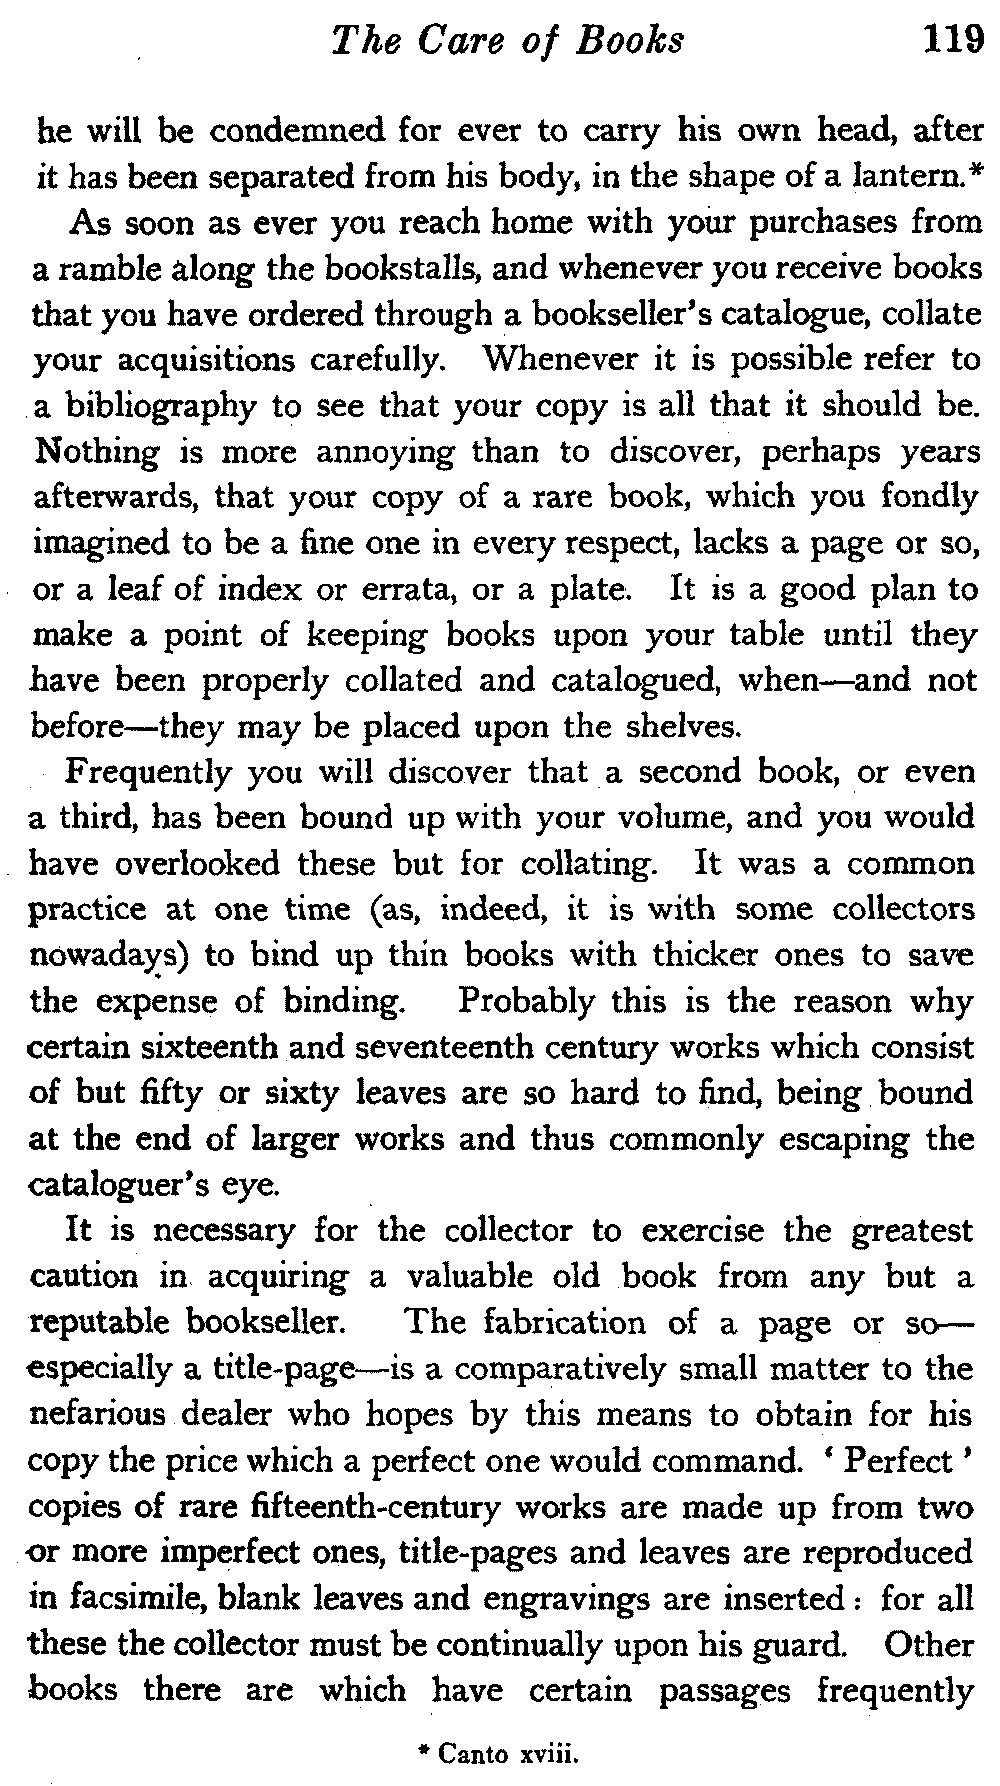 The Care of Books 119
he will be condemned for ever to carry his own head, after
it has been separated from his body, in the shape of a lantern.*
As soon as ever you reach home with your purchases from
a ramble along the bookstalls, and whenever you receive books
that you have ordered through a bookseller's catalogue, collate
your acquisitions carefully. Whenever it is possible refer to
a bibliography to see that your copy is all that it should be.
Nothing is more annoying than to discover, perhaps years
afterwards, that your copy of a rare book, which you fondly
imagined to be a fine one in every respect, lacks a page or so,
or a leaf of index or errata, or a plate. It is a good plan to
make a point of keeping books upon your table until they
have been properly collated and catalogued, when—and not
before—they may be placed upon the shelves.
Frequently you will discover that a second book, or even
a third, has been bound up with your volume, and you would
have overlooked these but for collating. It was a common
practice at one time (as, indeed, it is with some collectors
nowadays) to bind up thin books with thicker ones to save
the expense of binding. Probably this is the reason why
certain sixteenth and seventeenth century works which consist
of but fifty or sixty leaves are so hard to find, being bound
at the end of larger works and thus commonly escaping the
cataloguer's eye.
It is necessary for the collector to exercise the greatest
caution in acquiring a valuable old book from any but a
reputable bookseller. The fabrication of a page or so—
especially a title-page—is a comparatively small matter to the
nefarious dealer who hopes by this means to obtain for his
copy the price which a perfect one would command. ‘ Perfect ’
copies of rare fifteenth-century works are made up from two
or more imperfect ones, title-pages and leaves are reproduced
in facsimile, blank leaves and engravings are inserted : for all
these the collector must be continually upon his guard. Other
books there are which have certain passages frequently
* Canto xviii.